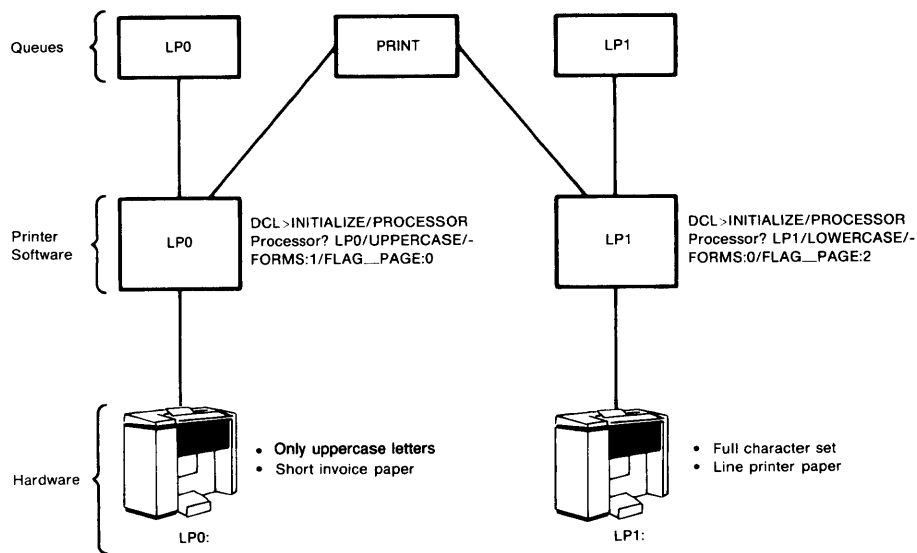 Queues
LP0
PRINT
LP1
Printer
Software
LP0
DCL>INITIALIZE/PROCESSOR
Processor? LP0/UPPERCASE/-
FORMS:1/FLAG__PAGE:0
LP1
DCL>INITIALIZE/PROCESSOR
Processor? LP1/LOWERCASE/-
FORMS:0/FLAG__PAGE:2
Hardware
• Only uppercase letters
• Short invoice paper
LP0:
• Full character set
• Line printer paper
LP1: